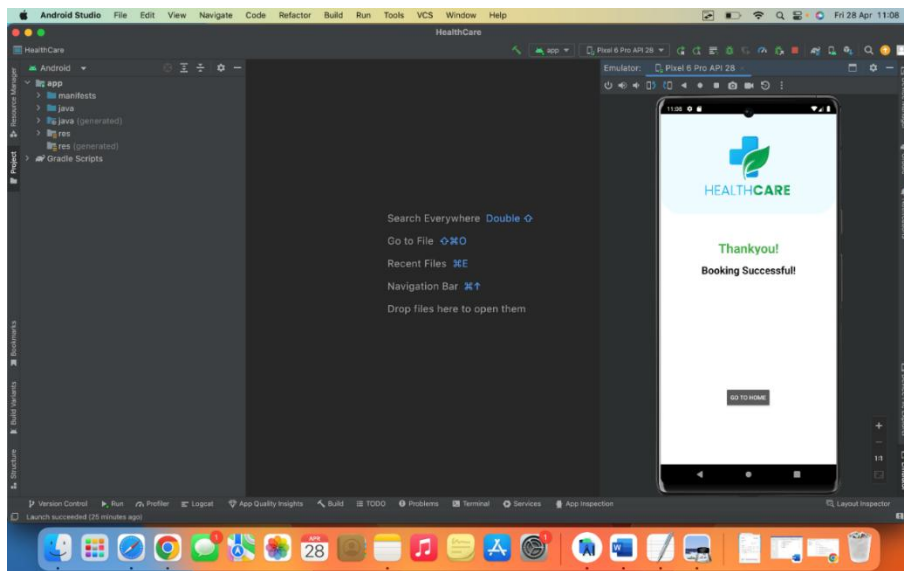 Android Studio File Edit View Navigate Code Refactor Build Run Tools VCS Window Help
Fri 28 Apr 11:08
HealthCare
HealthCare
app
Pixel 6 Pro API 28
Android
Emulator: Pixel 6 Pro API 28
app
manifests
java
java (generated)
res
res (generated)
Gradle Scripts
Resource Manager
Project
Bookmarks
Build Variants
Structure
Search Everywhere Double ⇧
Go to File ⇧⌘O
Recent Files ⌘E
Navigation Bar ⌘↑
Drop files here to open them
11:08
HEALTHCARE
Thankyou!
Booking Successful!
GO TO HOME
1:1
Version Control Run Profiler Logcat App Quality Insights Build TODO Problems Terminal Services App Inspection Layout Inspector
Launch succeeded (25 minutes ago)
APR
28